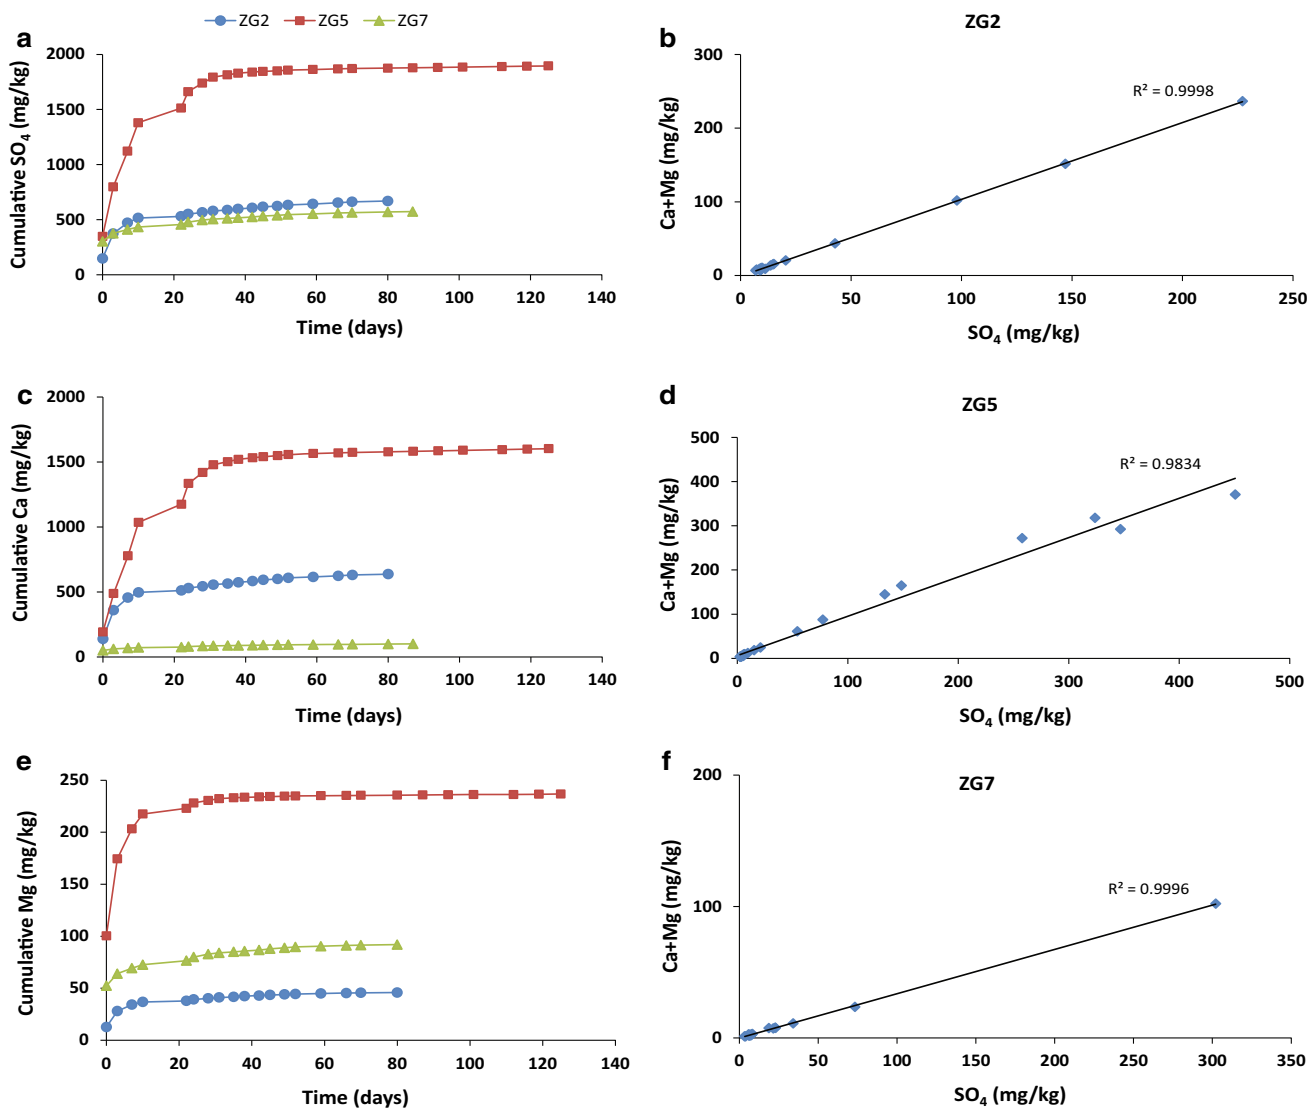 ZG2 ZG5 ZG7
a
2000
1500
1000
500
0
Cumulative SO4 (mg/kg)
0 20 40 60 80 100 120 140
Time (days)
b
ZG2
300
200
100
0
Ca+Mg (mg/kg)
R² = 0.9998
0 50 100 150 200 250
SO4 (mg/kg)
c
2000
1500
1000
500
0
Cumulative Ca (mg/kg)
0 20 40 60 80 100 120 140
Time (days)
d
ZG5
500
400
300
200
100
0
Ca+Mg (mg/kg)
R² = 0.9834
0 100 200 300 400 500
SO4 (mg/kg)
e
250
200
150
100
50
0
Cumulative Mg (mg/kg)
0 20 40 60 80 100 120 140
Time (days)
f
ZG7
200
100
0
Ca+Mg (mg/kg)
R² = 0.9996
0 50 100 150 200 250 300 350
SO4 (mg/kg)